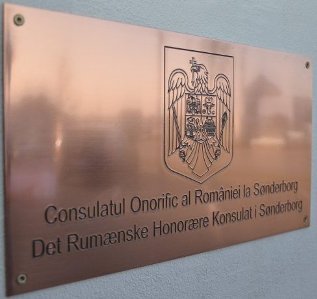 Consulatul Onorific al României la Sønderborg
Det Rumænske Honorære Konsulat i Sønderborg